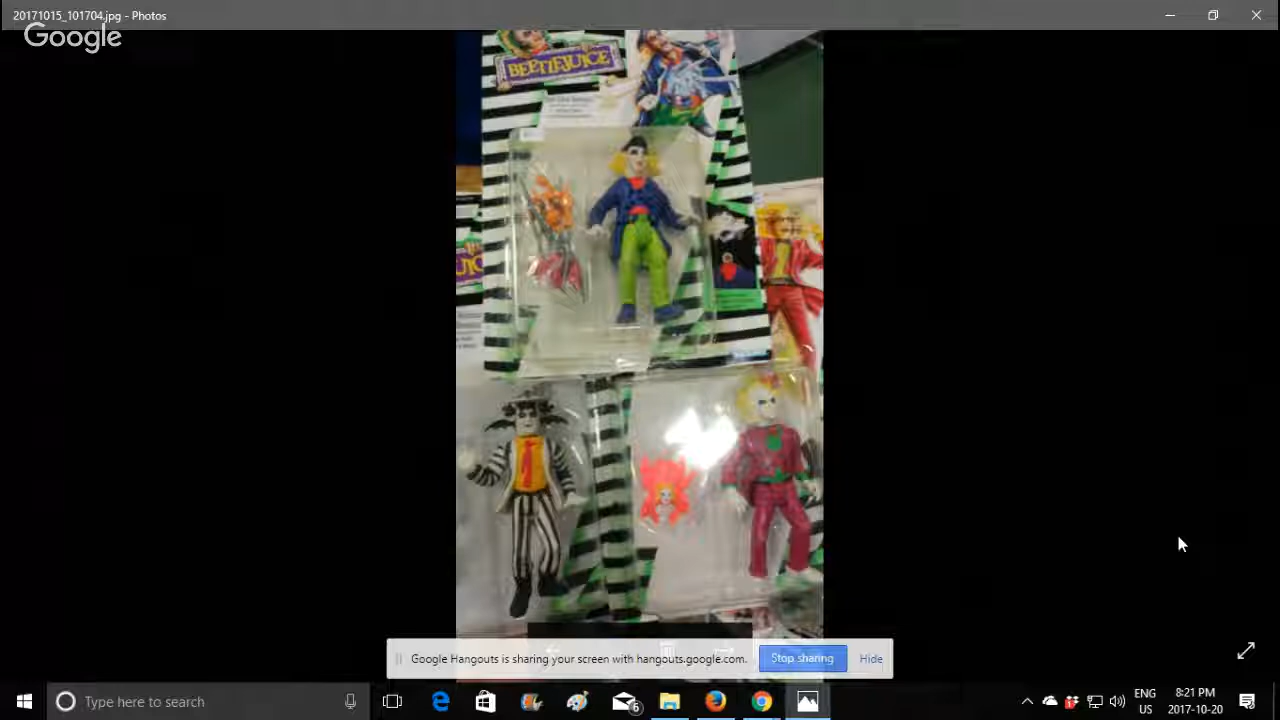 20171015_101704.jpg - Photos
Google
BEETLEJUICE
Google Hangouts is sharing your screen with hangouts.google.com.
Stop sharing
Hide
Type here to search
6
ENG
US
8:21 PM
2017-10-20